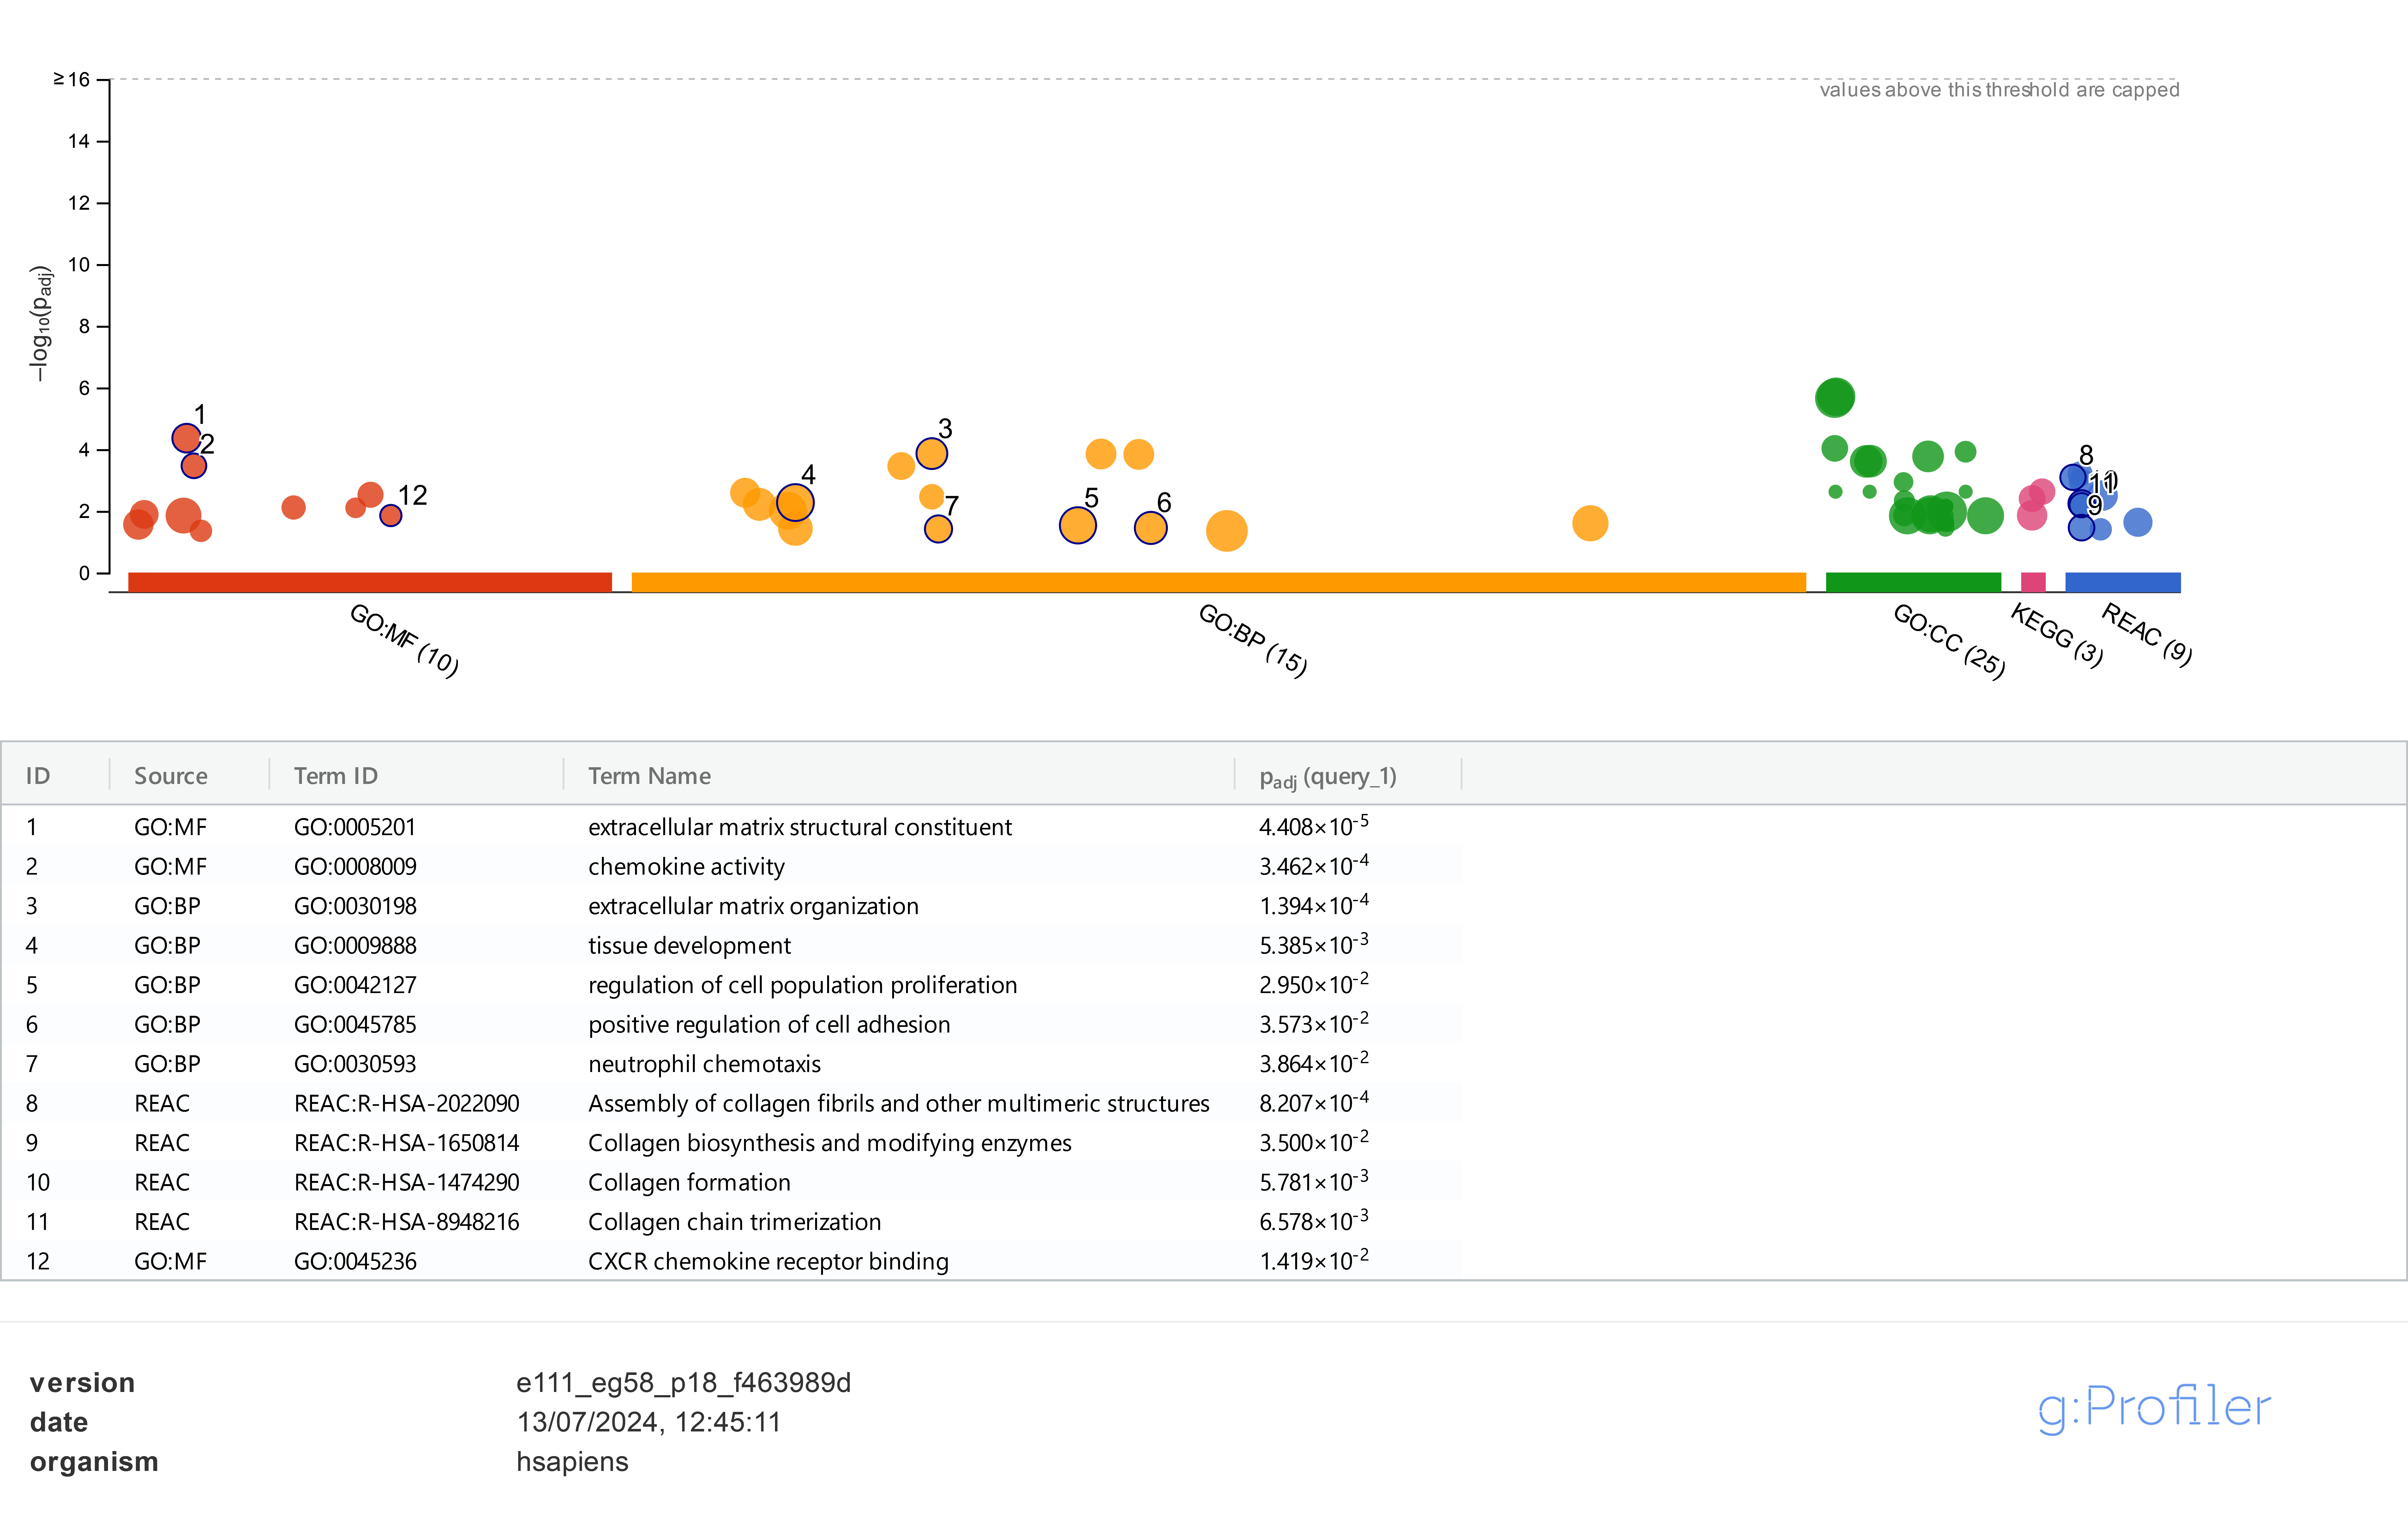 ≥16
values above this threshold are capped
14
12
10
8
6
4
2
0
–log10(padj)
1
2
12
3
4
7
5
6
8
10
11
9
GO:MF (10)
GO:BP (15)
GO:CC (25)
KEGG (3)
REAC (9)
ID Source Term ID Term Name padj (query_1)
1 GO:MF GO:0005201 extracellular matrix structural constituent 4.408×10-5
2 GO:MF GO:0008009 chemokine activity 3.462×10-4
3 GO:BP GO:0030198 extracellular matrix organization 1.394×10-4
4 GO:BP GO:0009888 tissue development 5.385×10-3
5 GO:BP GO:0042127 regulation of cell population proliferation 2.950×10-2
6 GO:BP GO:0045785 positive regulation of cell adhesion 3.573×10-2
7 GO:BP GO:0030593 neutrophil chemotaxis 3.864×10-2
8 REAC REAC:R-HSA-2022090 Assembly of collagen fibrils and other multimeric structures 8.207×10-4
9 REAC REAC:R-HSA-1650814 Collagen biosynthesis and modifying enzymes 3.500×10-2
10 REAC REAC:R-HSA-1474290 Collagen formation 5.781×10-3
11 REAC REAC:R-HSA-8948216 Collagen chain trimerization 6.578×10-3
12 GO:MF GO:0045236 CXCR chemokine receptor binding 1.419×10-2
version e111_eg58_p18_f463989d
date 13/07/2024, 12:45:11
organism hsapiens
g:Profiler